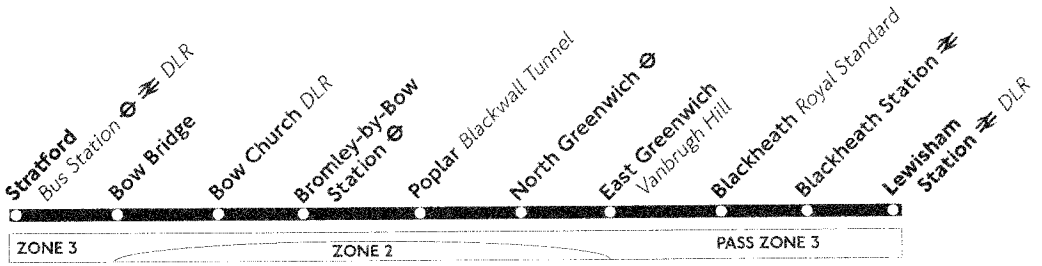 Stratford
Bus Station DLR
Bow Bridge
Bow Church DLR
Bromley-by-Bow
Station
Poplar Blackwall Tunnel
North Greenwich
East Greenwich
Vanbrugh Hill
Blackheath Royal Standard
Blackheath Station
Lewisham
Station DLR
ZONE 3
ZONE 2
PASS ZONE 3